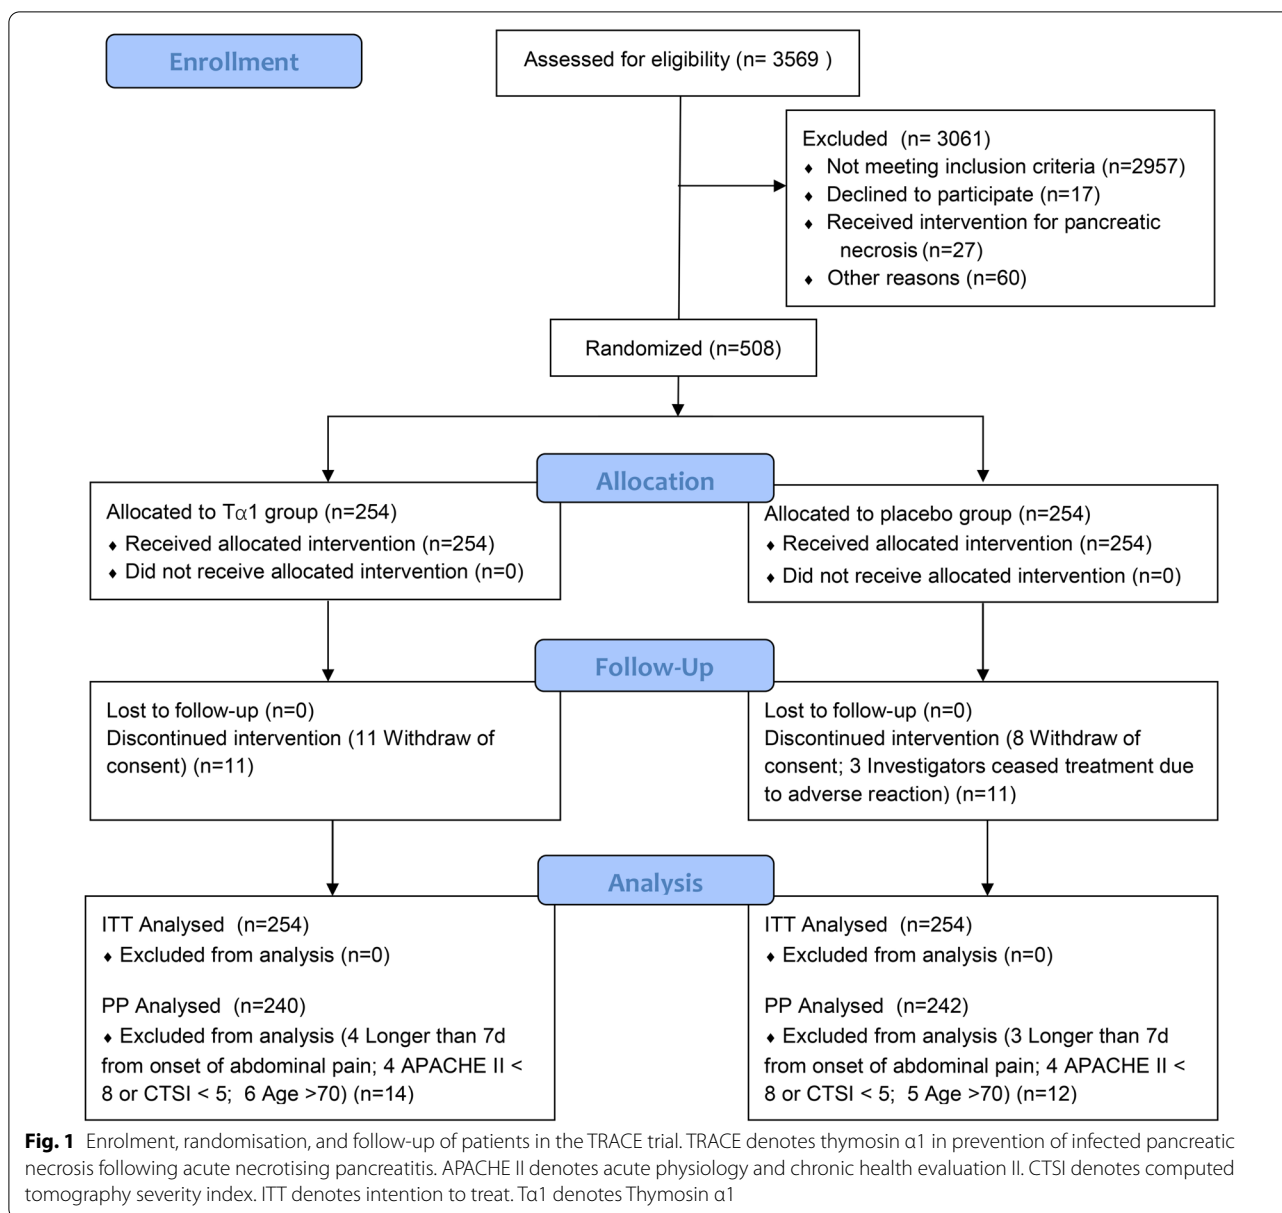 Enrollment
Assessed for eligibility (n= 3569 )
Excluded (n= 3061)
♦ Not meeting inclusion criteria (n=2957)
♦ Declined to participate (n=17)
♦ Received intervention for pancreatic
necrosis (n=27)
♦ Other reasons (n=60)
Randomized (n=508)
Allocation
Allocated to Tα1 group (n=254)
♦ Received allocated intervention (n=254)
♦ Did not receive allocated intervention (n=0)
Allocated to placebo group (n=254)
♦ Received allocated intervention (n=254)
♦ Did not receive allocated intervention (n=0)
Follow-Up
Lost to follow-up (n=0)
Discontinued intervention (11 Withdraw of
consent) (n=11)
Lost to follow-up (n=0)
Discontinued intervention (8 Withdraw of
consent; 3 Investigators ceased treatment due
to adverse reaction) (n=11)
Analysis
ITT Analysed (n=254)
♦ Excluded from analysis (n=0)
PP Analysed (n=240)
♦ Excluded from analysis (4 Longer than 7d
from onset of abdominal pain; 4 APACHE II <
8 or CTSI < 5; 6 Age >70) (n=14)
ITT Analysed (n=254)
♦ Excluded from analysis (n=0)
PP Analysed (n=242)
♦ Excluded from analysis (3 Longer than 7d
from onset of abdominal pain; 4 APACHE II <
8 or CTSI < 5; 5 Age >70) (n=12)
Fig. 1 Enrolment, randomisation, and follow-up of patients in the TRACE trial. TRACE denotes thymosin α1 in prevention of infected pancreatic
necrosis following acute necrotising pancreatitis. APACHE II denotes acute physiology and chronic health evaluation II. CTSI denotes computed
tomography severity index. ITT denotes intention to treat. Tα1 denotes Thymosin α1